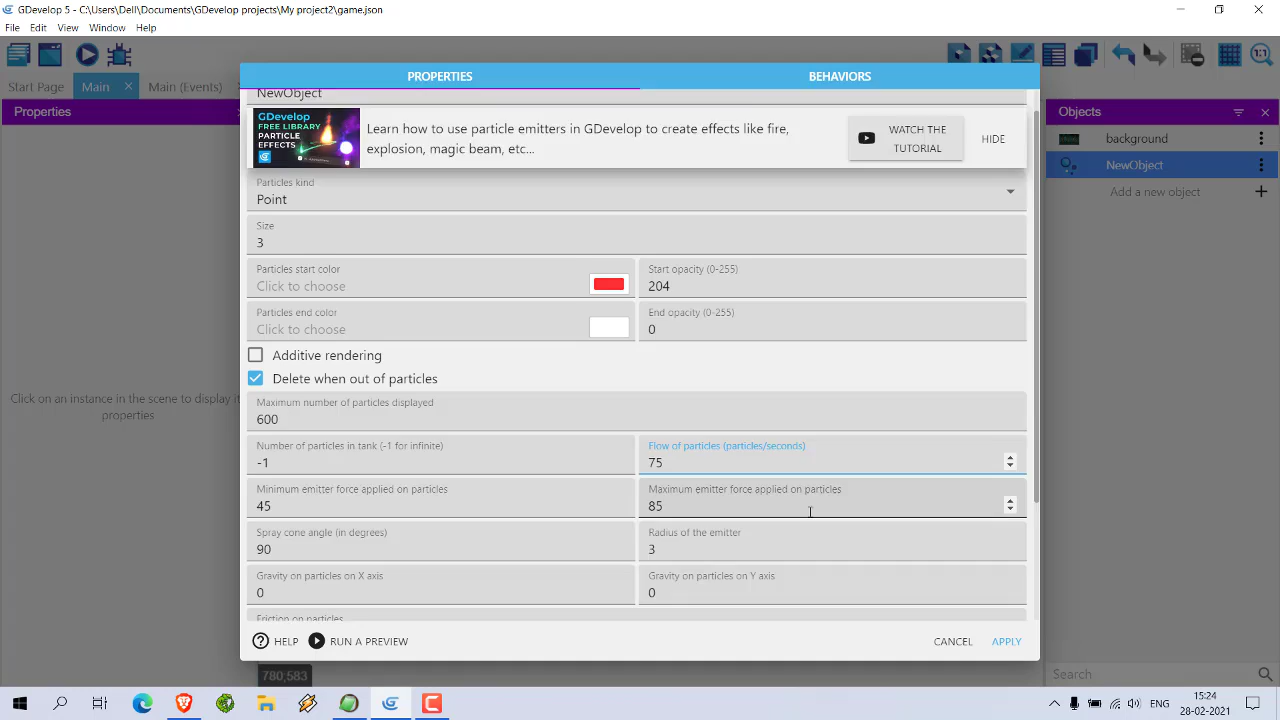 GDevelop 5 - C:\Users\Dell\Documents\GDevelop projects\My project2\game.json
File Edit View Window Help
PROPERTIES BEHAVIORS
Start Page Main Main (Events)
Properties
Objects
NewObject
GDEVELOP
FREE LIBRARY
PARTICLE
EFFECTS
Learn how to use particle emitters in GDevelop to create effects like fire,
explosion, magic beam, etc...
WATCH THE
TUTORIAL
HIDE
background
NewObject
Add a new object
Particles kind
Point
Size
3
Particles start color
Click to choose
Start opacity (0-255)
204
Particles end color
Click to choose
End opacity (0-255)
0
Additive rendering
Delete when out of particles
Click on an instance in the scene to display it
properties
Maximum number of particles displayed
600
Number of particles in tank (-1 for infinite)
-1
Flow of particles (particles/seconds)
75
Minimum emitter force applied on particles
45
Maximum emitter force applied on particles
85
Spray cone angle (in degrees)
90
Radius of the emitter
3
Gravity on particles on X axis
0
Gravity on particles on Y axis
0
Friction on particles
HELP RUN A PREVIEW CANCEL APPLY
780;583
Search
ENG
15:24
28-02-2021